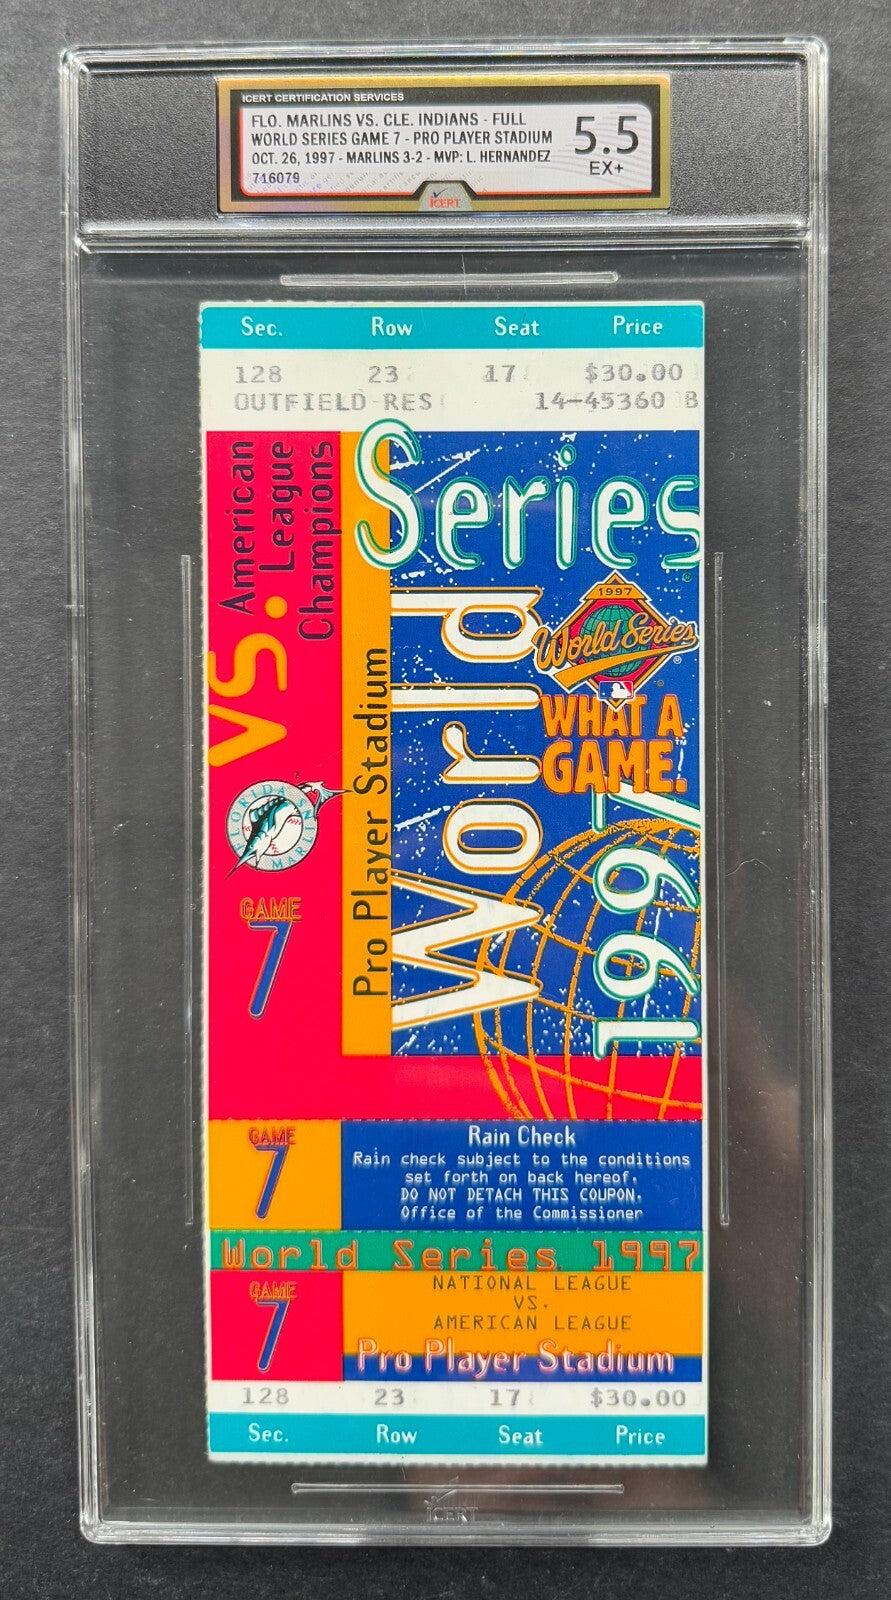 ICERT CERTIFICATION SERVICES
FLO. MARLINS VS. CLE. INDIANS - FULL
WORLD SERIES GAME 7 - PRO PLAYER STADIUM
OCT. 26, 1997 - MARLINS 3-2 - MVP: L. HERNANDEZ
716079
5.5
EX+
ICERT
Sec. Row Seat Price
128 23 17 $30.00
OUTFIELD RES 14-45360 B
vs. American
League
Champions
Pro Player Stadium
World
Series
1997
1997
World Series
WHAT A
GAME.™
FLORIDA MARLINS
GAME
7
GAME
7
Rain Check
Rain check subject to the conditions
set forth on back hereof.
DO NOT DETACH THIS COUPON.
Office of the Commissioner
World Series 1997
GAME
7
NATIONAL LEAGUE
VS.
AMERICAN LEAGUE
Pro Player Stadium
128 23 17 $30.00
Sec. Row Seat Price
ICERT